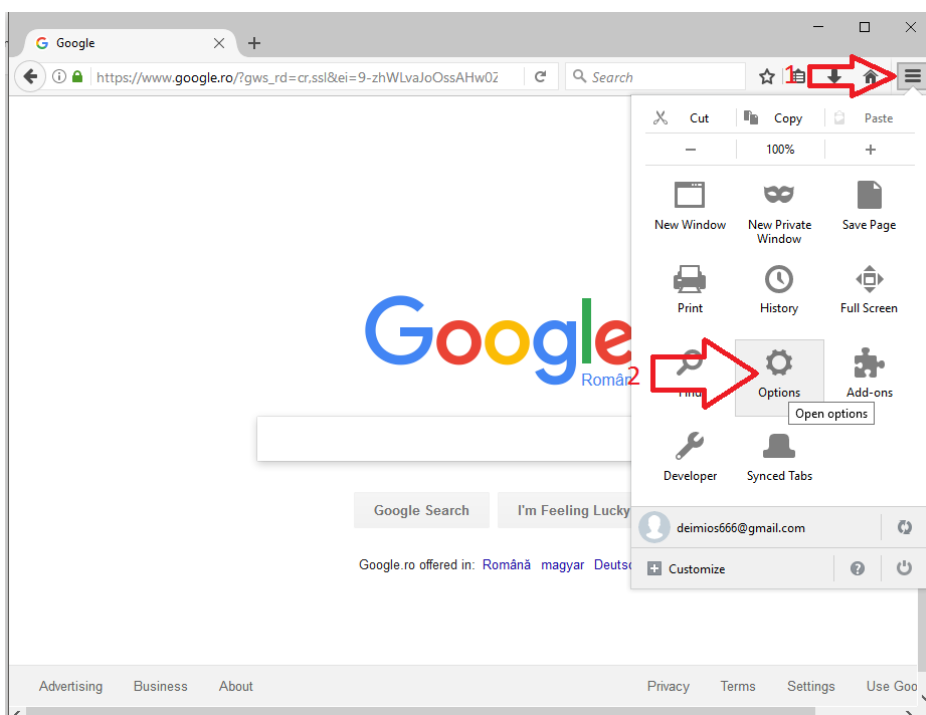 Google
https://www.google.ro/?gws_rd=cr,ssl&ei=9-zhWLvaJoOssAHw0
Search
1
Cut Copy Paste
− 100% +
New Window New Private Window Save Page
Print History Full Screen
Google
Român
2
Find Options Add-ons
Open options
Developer Synced Tabs
Google Search I'm Feeling Lucky
deimios666@gmail.com
Google.ro offered in: Română magyar Deutsc
Customize
Advertising Business About Privacy Terms Settings Use Goo